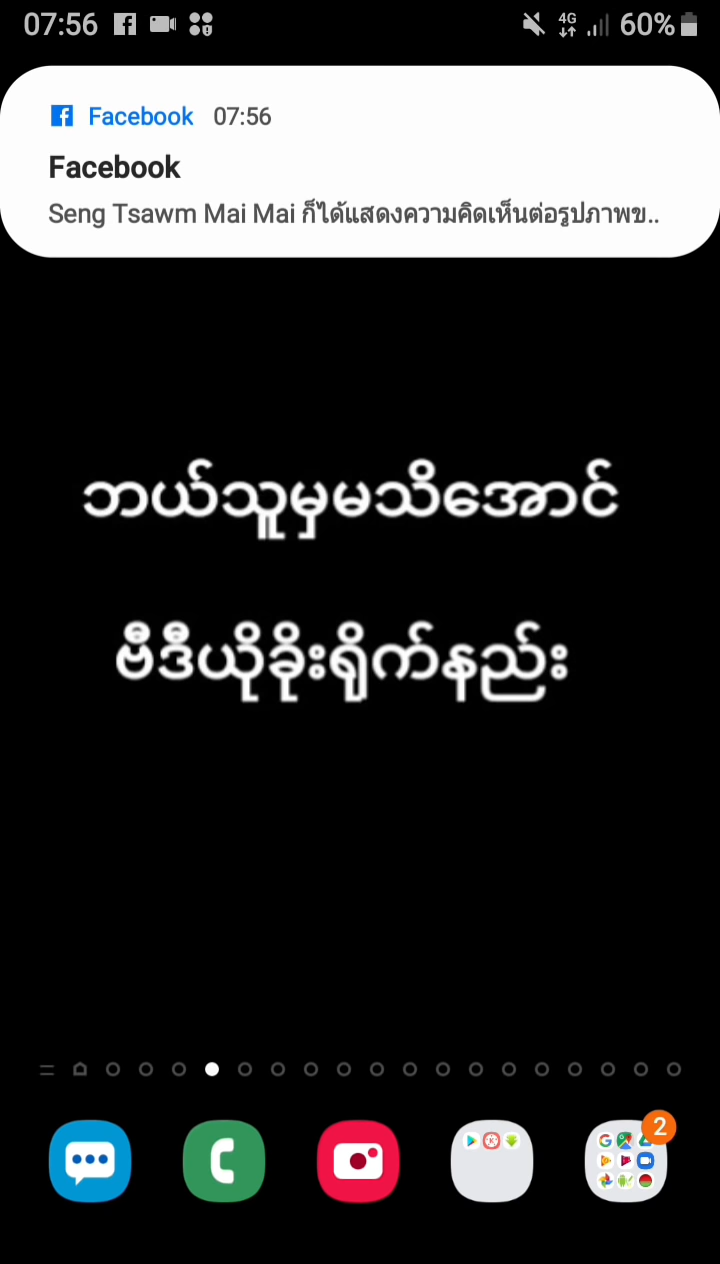 07:56
4G
60%
Facebook 07:56
Facebook
Seng Tsawm Mai Mai ก็ได้แสดงความคิดเห็นต่อรูปภาพข..
ဘယ်သူမှမသိအောင်
ဗီဒီယိုခိုးရိုက်နည်း
2